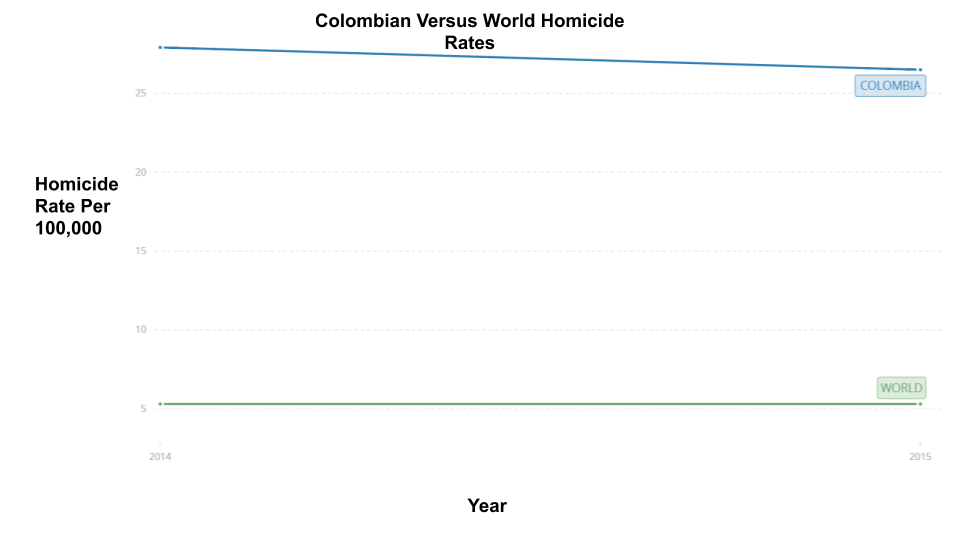 Colombian Versus World Homicide
Rates
COLOMBIA
25
20
Homicide
Rate Per
100,000
15
10
WORLD
5
2014
2015
Year